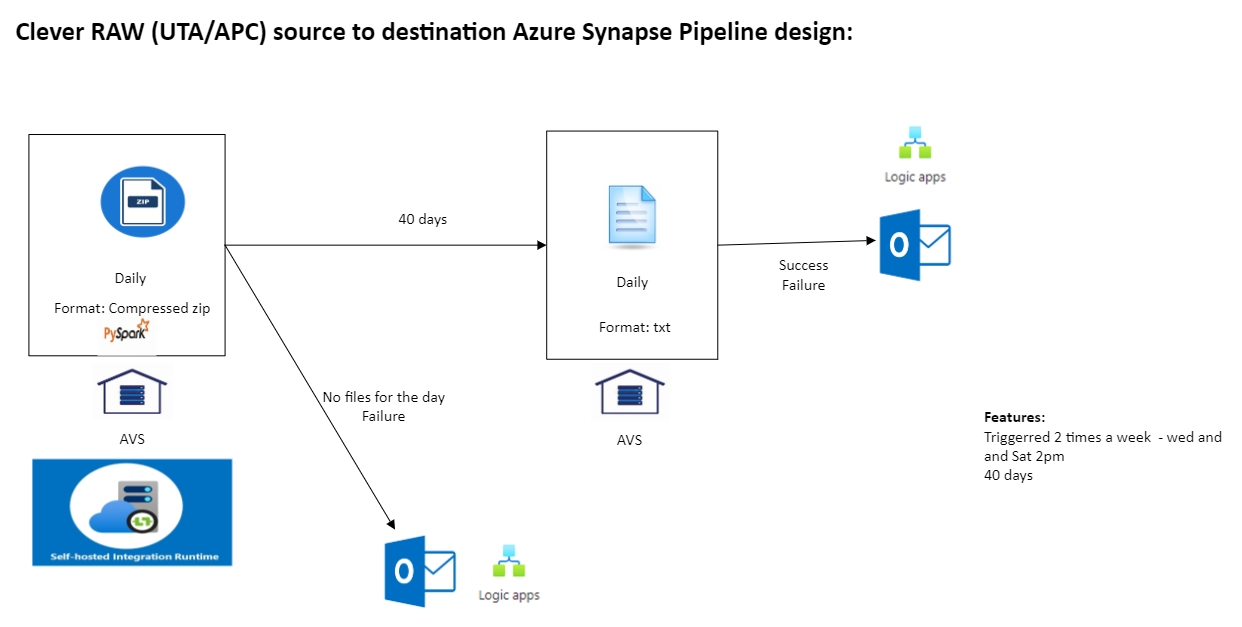 Clever RAW (UTA/APC) source to destination Azure Synapse Pipeline design:
ZIP
Daily
Format: Compressed zip
PySpark
AVS
Self-hosted Integration Runtime
40 days
No files for the day
Failure
O
Logic apps
Daily
Format: txt
AVS
Success
Failure
Logic apps
O
Features:
Triggerred 2 times a week - wed and
and Sat 2pm
40 days